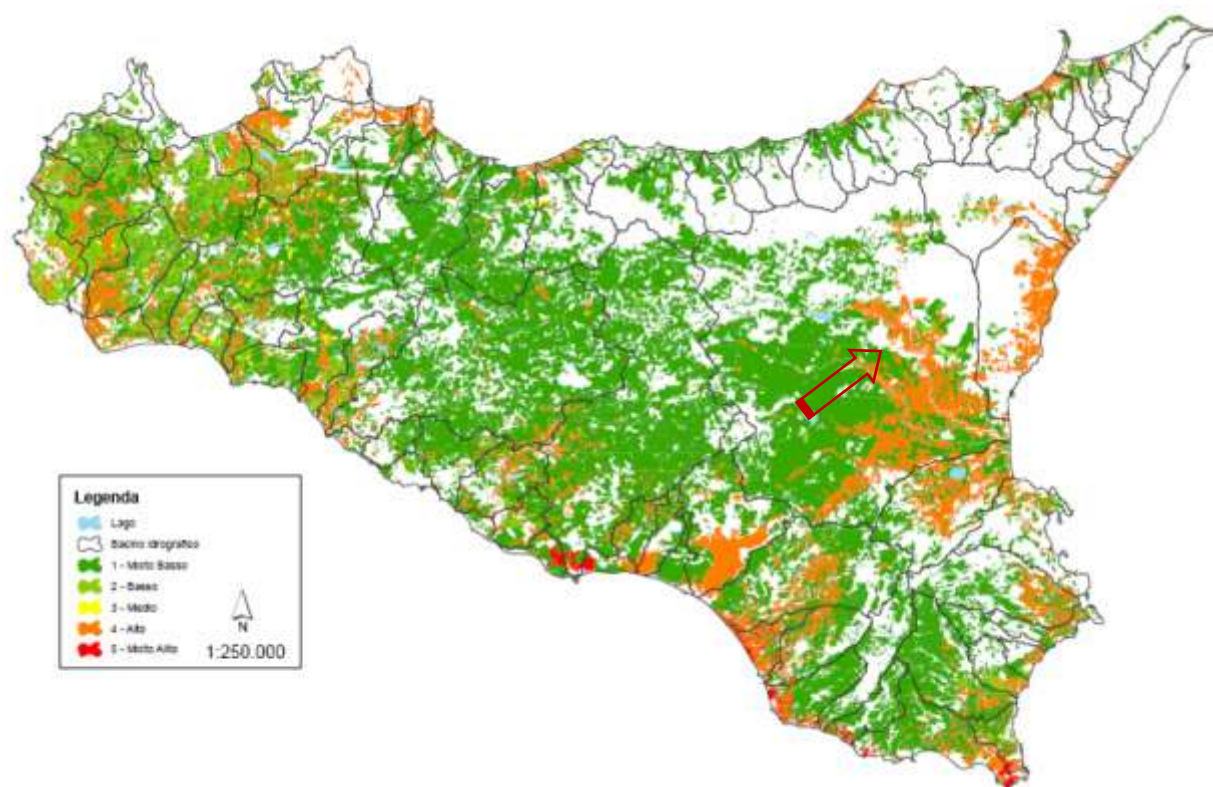 Legenda
Lago
Bacino Idrografico
1 - Molto Basso
2 - Basso
3 - Medio
4 - Alto
5 - Molto Alto
N
1:250.000